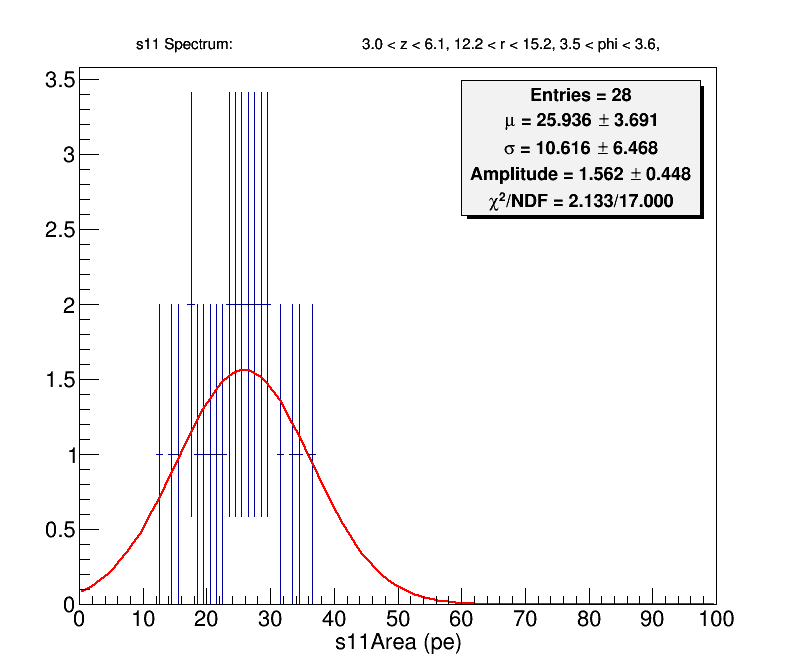 s11 Spectrum: 3.0 < z < 6.1, 12.2 < r < 15.2, 3.5 < phi < 3.6,
Entries = 28
μ = 25.936 ± 3.691
σ = 10.616 ± 6.468
Amplitude = 1.562 ± 0.448
χ²/NDF = 2.133/17.000
3.5
3
2.5
2
1.5
1
0.5
0
0 10 20 30 40 50 60 70 80 90 100
s11Area (pe)